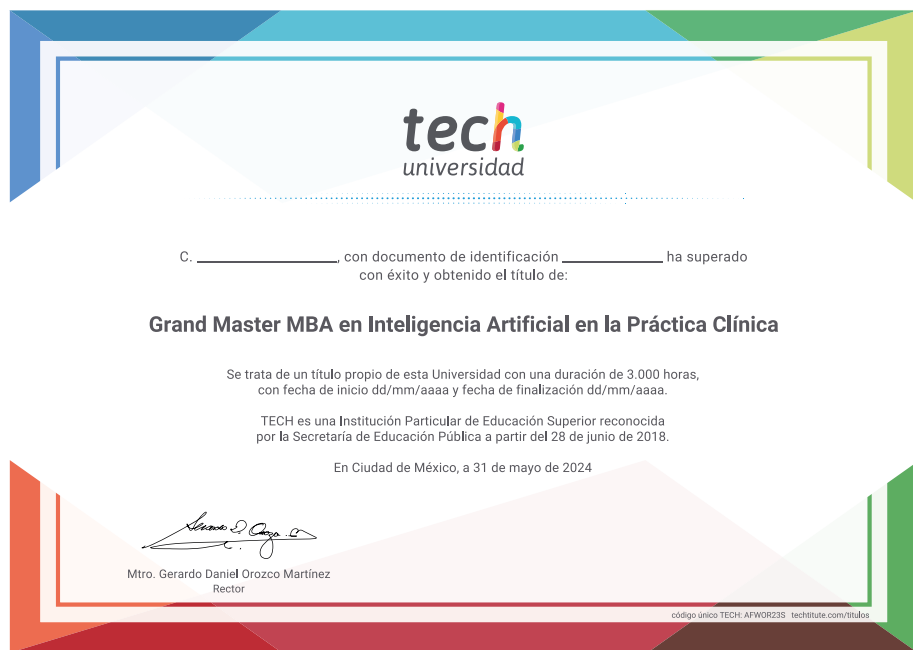 tech
universidad
C. ____________, con documento de identificación ____________ ha superado
con éxito y obtenido el título de:
Grand Master MBA en Inteligencia Artificial en la Práctica Clínica
Se trata de un título propio de esta Universidad con una duración de 3.000 horas,
con fecha de inicio dd/mm/aaaa y fecha de finalización dd/mm/aaaa.
TECH es una Institución Particular de Educación Superior reconocida
por la Secretaría de Educación Pública a partir del 28 de junio de 2018.
En Ciudad de México, a 31 de mayo de 2024
Mtro. Gerardo Daniel Orozco Martínez
Rector
código único TECH: AFWOR23S techtitute.com/titulos